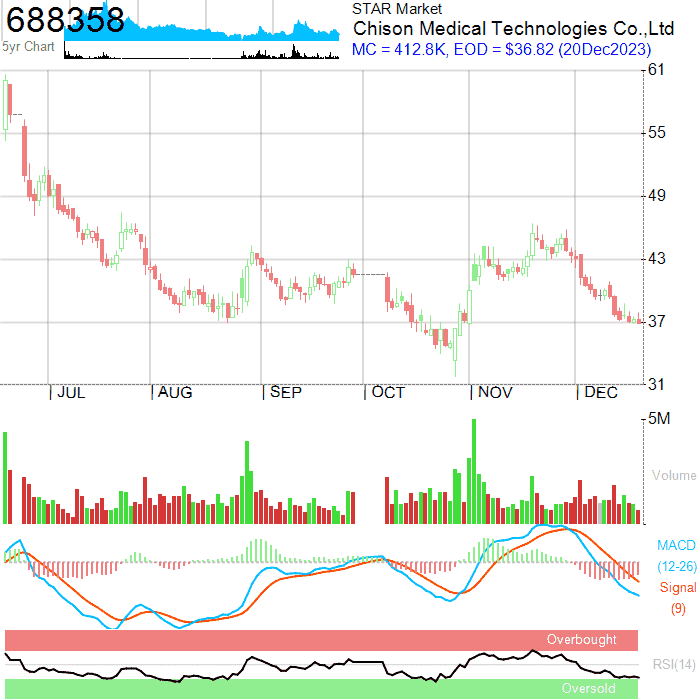 688358
5yr Chart
STAR Market
Chison Medical Technologies Co.,Ltd
MC = 412.8K, EOD = $36.82 (20Dec2023)
61
55
49
43
37
31
JUL AUG SEP OCT NOV DEC
5M
Volume
MACD
(12-26)
Signal
(9)
Overbought
RSI(14)
Oversold